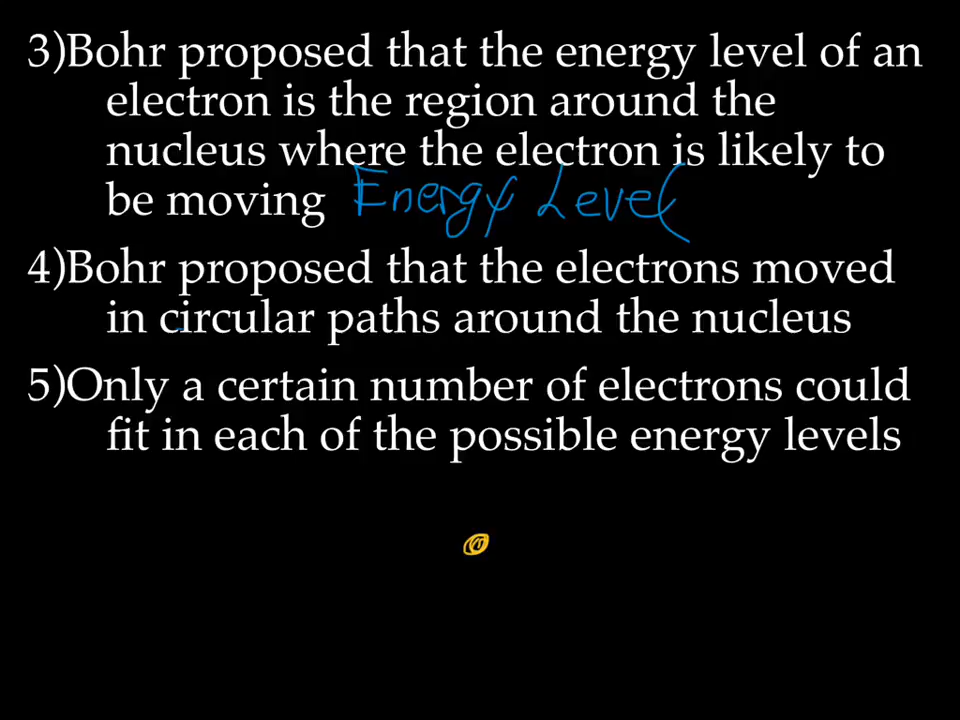 3)Bohr proposed that the energy level of an
electron is the region around the
nucleus where the electron is likely to
be moving Energy Level
4)Bohr proposed that the electrons moved
in circular paths around the nucleus
5)Only a certain number of electrons could
fit in each of the possible energy levels